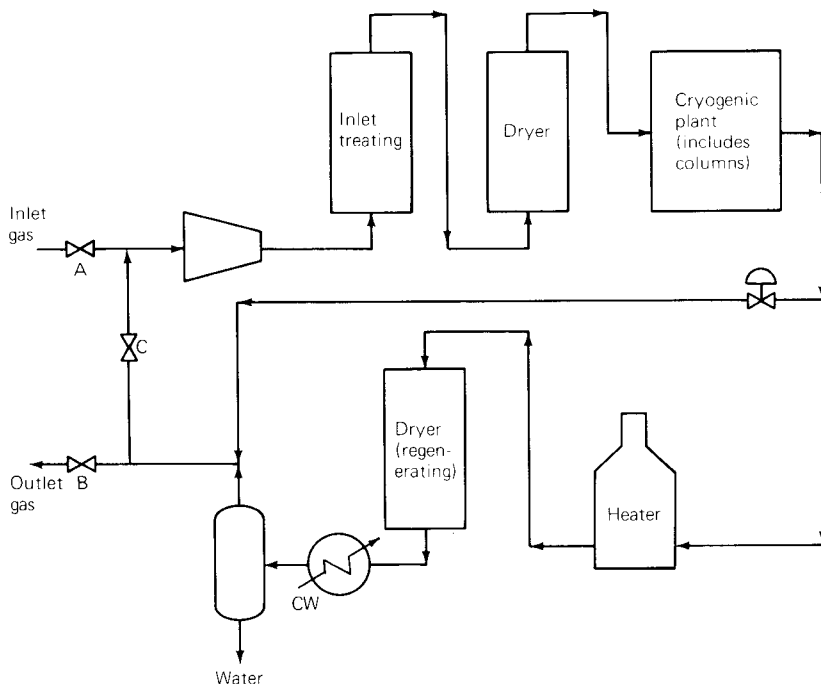 Inlet
treating
Dryer
Cryogenic
plant
(includes
columns)
Inlet
gas
A
C
Dryer
(regen-
erating)
Heater
Outlet
gas
B
CW
Water